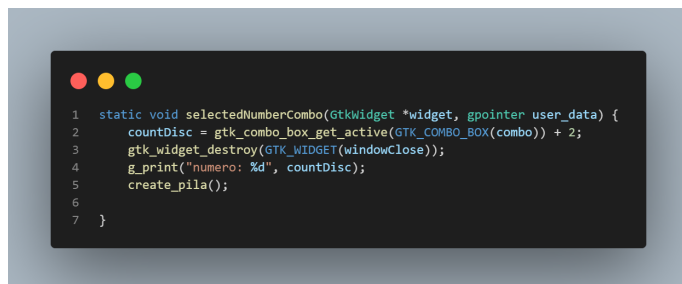 1 static void selectedNumberCombo(GtkWidget *widget, gpointer user_data) {
2     countDisc = gtk_combo_box_get_active(GTK_COMBO_BOX(combo)) + 2;
3     gtk_widget_destroy(GTK_WIDGET(windowClose));
4     g_print("numero: %d", countDisc);
5     create_pila();
6
7 }